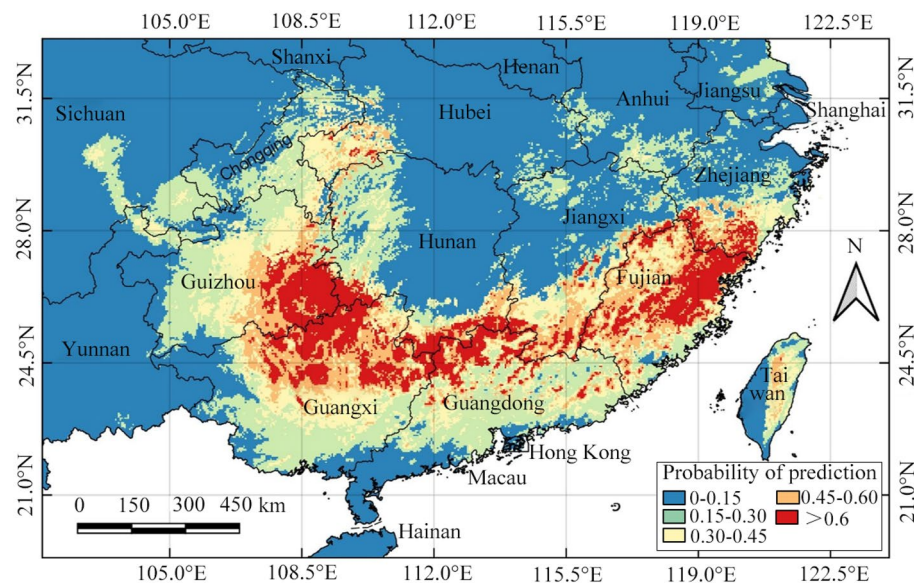 105.0°E 108.5°E 112.0°E 115.5°E 119.0°E 122.5°E
31.5°N 28.0°N 24.5°N 21.0°N
Shanxi
Henan
Jiangsu
Anhui
Sichuan
Hubei
Shanghai
Chongqing
Zhejiang
Jiangxi
Hunan
N
Guizhou
Fujian
Yunnan
Tai
wan
Guangxi
Guangdong
Hong Kong
Macau
Hainan
0 150 300 450 km
Probability of prediction
0-0.15 0.45-0.60
0.15-0.30 ＞0.6
0.30-0.45
31.5°N 28.0°N 24.5°N 21.0°N
105.0°E 108.5°E 112.0°E 115.5°E 119.0°E 122.5°E